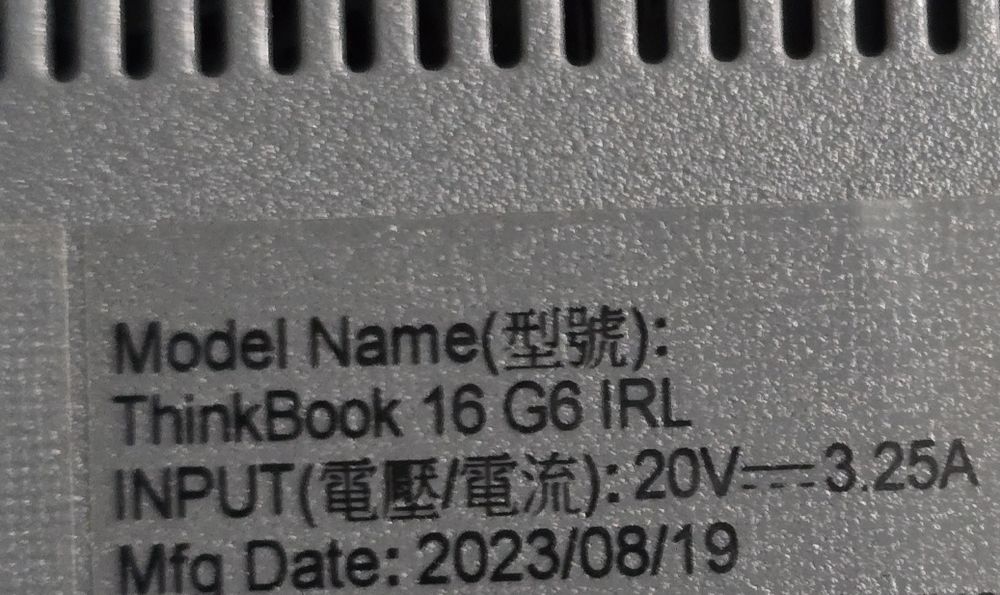 Model Name(型號):
ThinkBook 16 G6 IRL
INPUT(電壓/電流): 20V⎓3.25A
Mfg Date: 2023/08/19